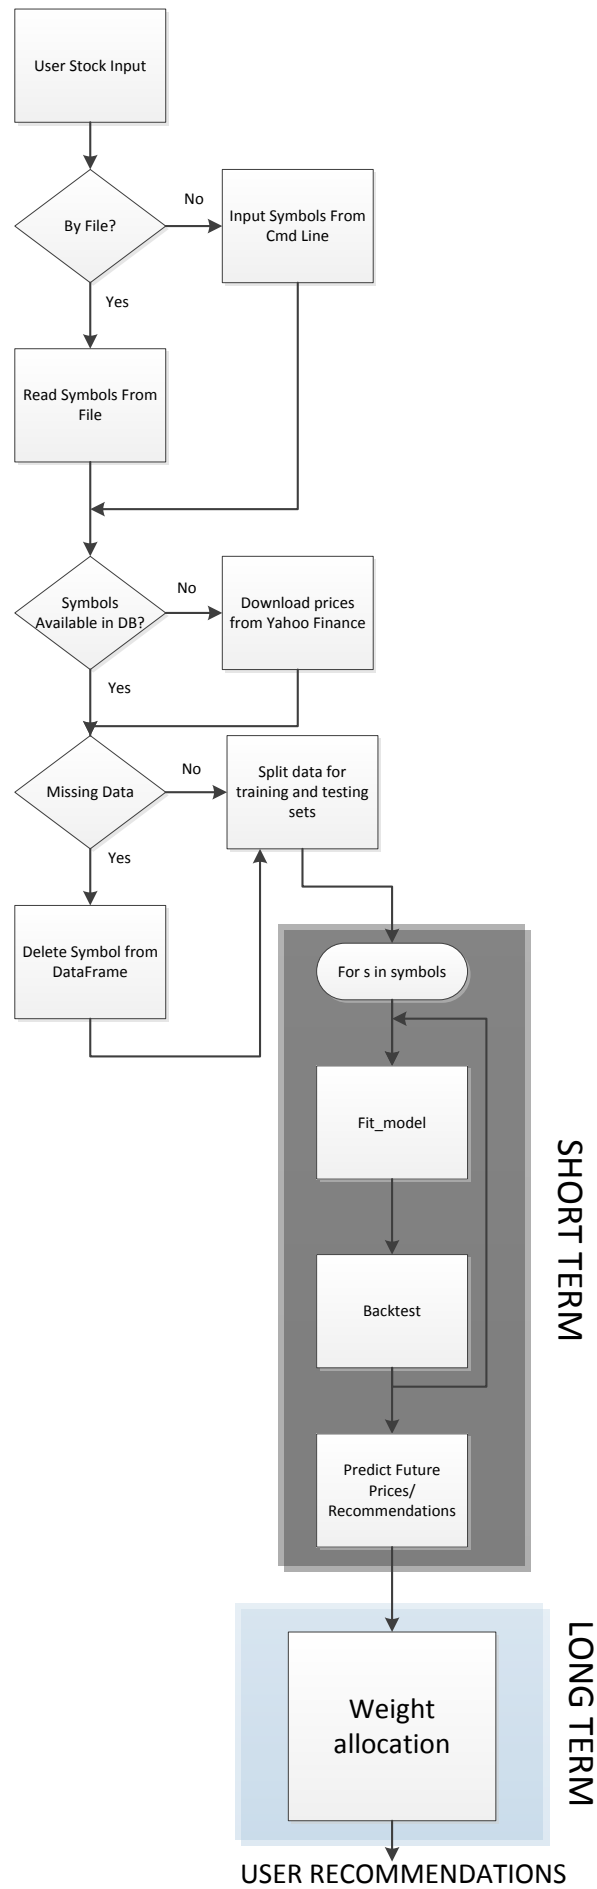 User Stock Input
By File?
No
Input Symbols From
Cmd Line
Yes
Read Symbols From
File
Symbols
Available in DB?
No
Download prices
from Yahoo Finance
Yes
Missing Data
No
Split data for
training and testing
sets
Yes
Delete Symbol from
DataFrame
For s in symbols
Fit_model
Backtest
Predict Future
Prices/
Recommendations
SHORT TERM
Weight
allocation
LONG TERM
USER RECOMMENDATIONS